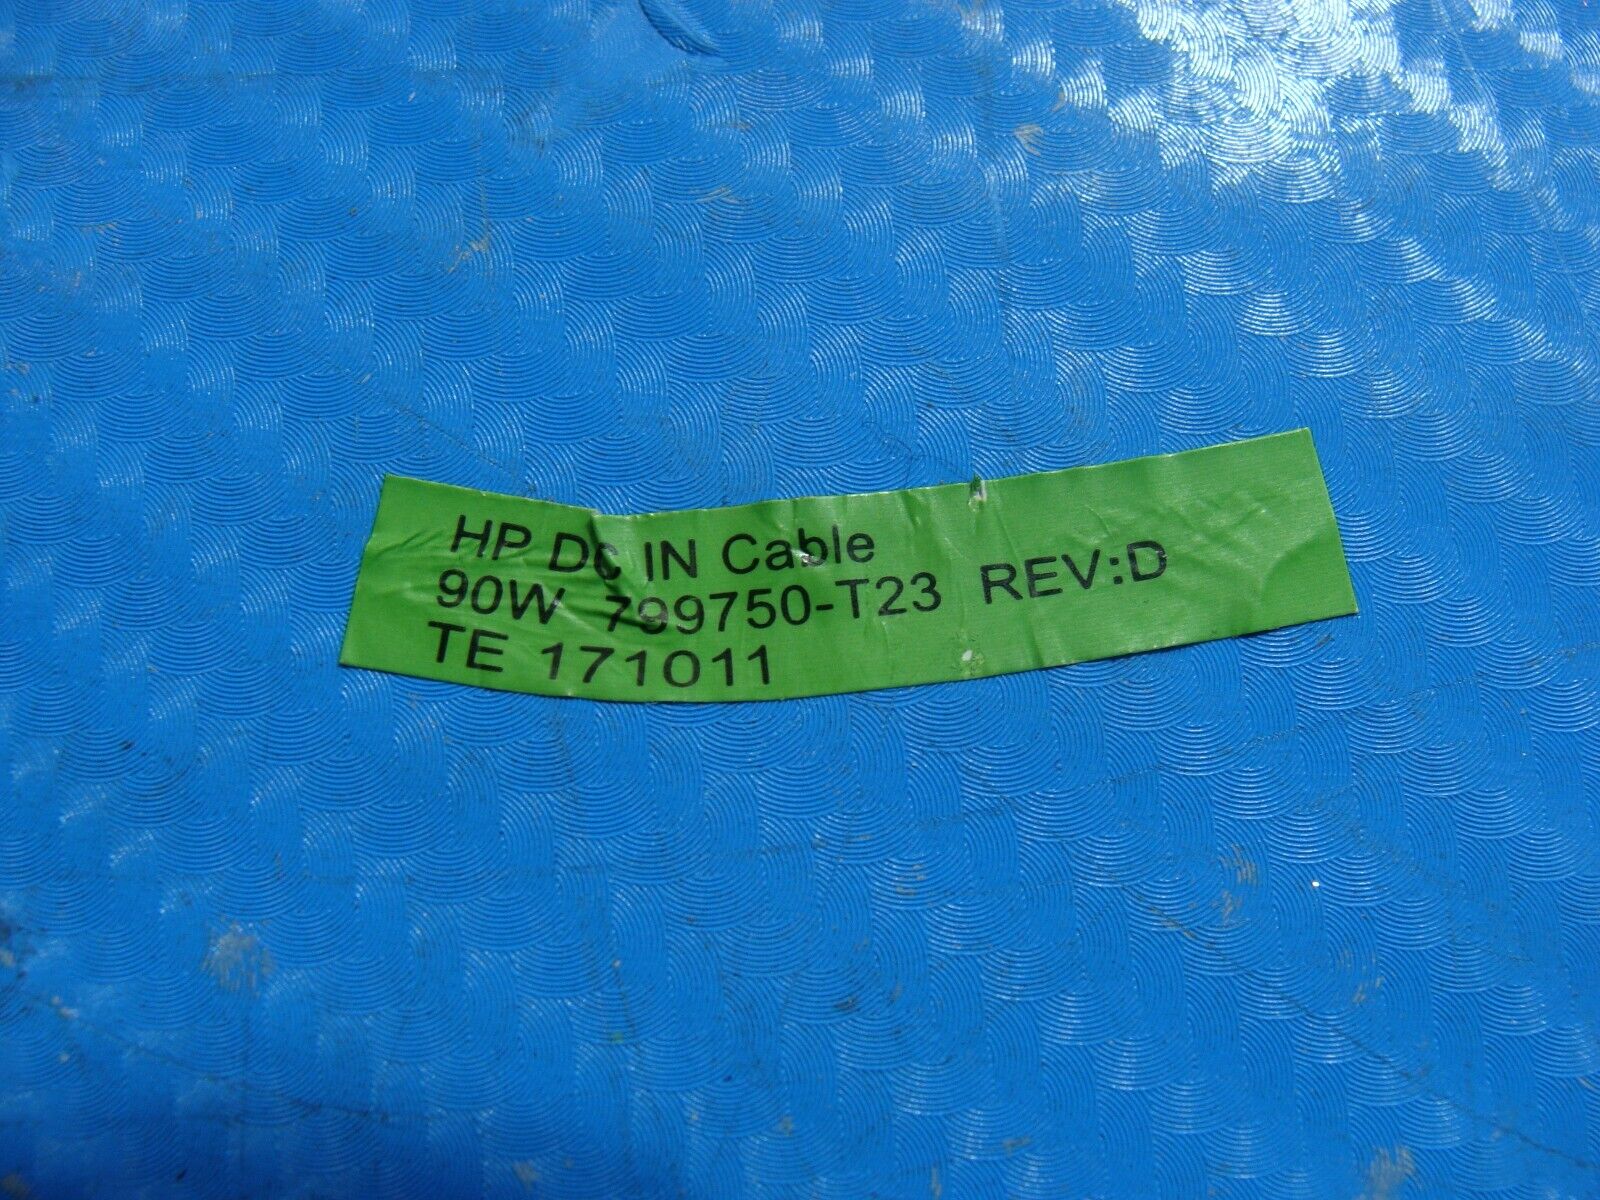 HP Dc IN Cable
90W 799750-T23 REV:D
TE 171011